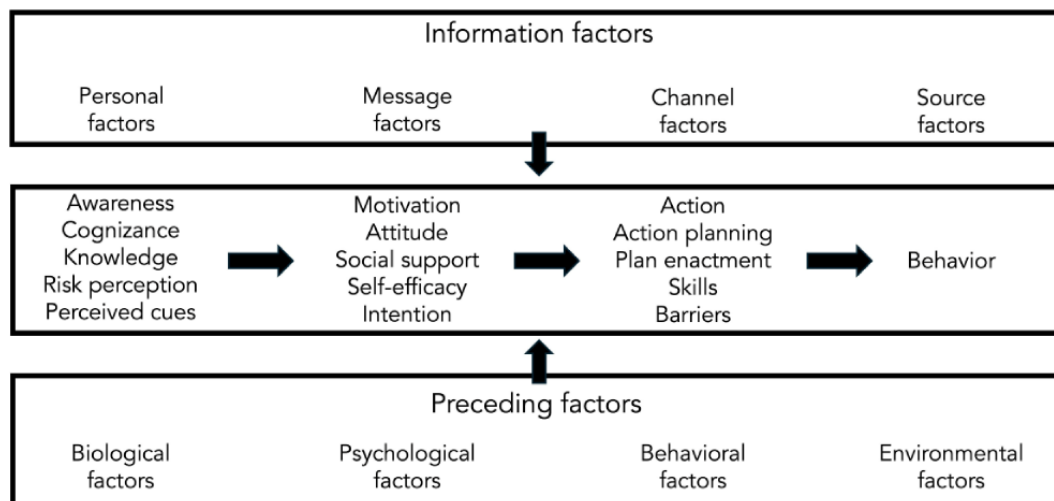 Information factors
Personal
factors
Message
factors
Channel
factors
Source
factors
Awareness
Cognizance
Knowledge
Risk perception
Perceived cues
Motivation
Attitude
Social support
Self-efficacy
Intention
Action
Action planning
Plan enactment
Skills
Barriers
Behavior
Preceding factors
Biological
factors
Psychological
factors
Behavioral
factors
Environmental
factors